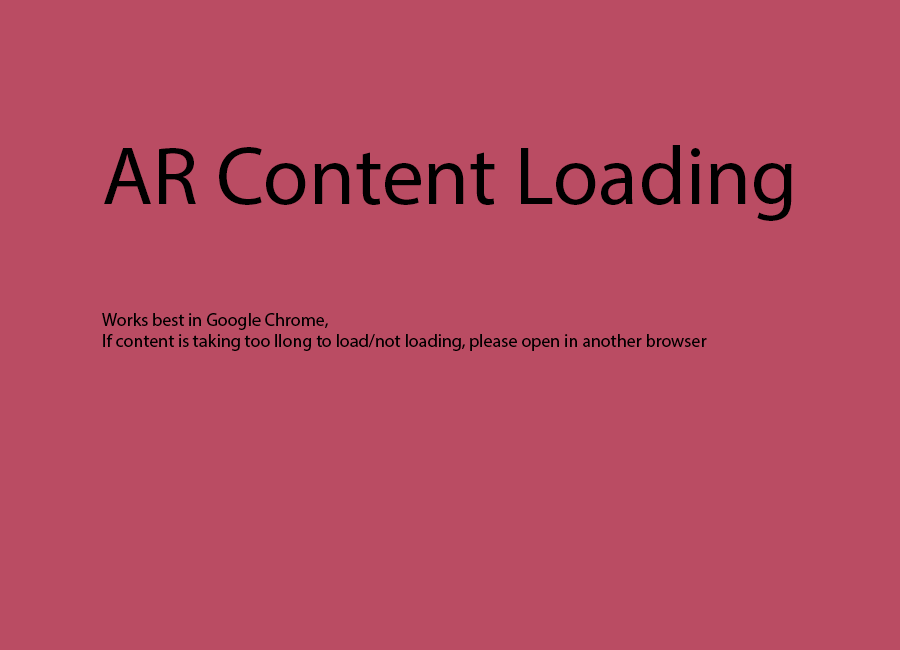 AR Content Loading
Works best in Google Chrome,
If content is taking too llong to load/not loading, please open in another browser